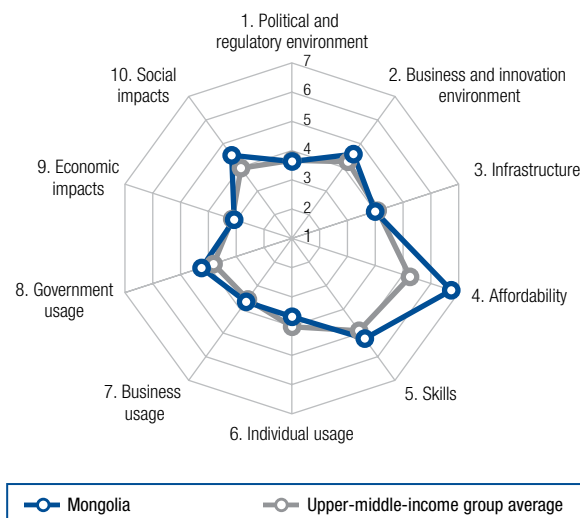 1. Political and
regulatory environment
2. Business and innovation
environment
3. Infrastructure
4. Affordability
5. Skills
6. Individual usage
7. Business
usage
8. Government
usage
9. Economic
impacts
10. Social
impacts
7
6
5
4
3
2
1
Mongolia
Upper-middle-income group average